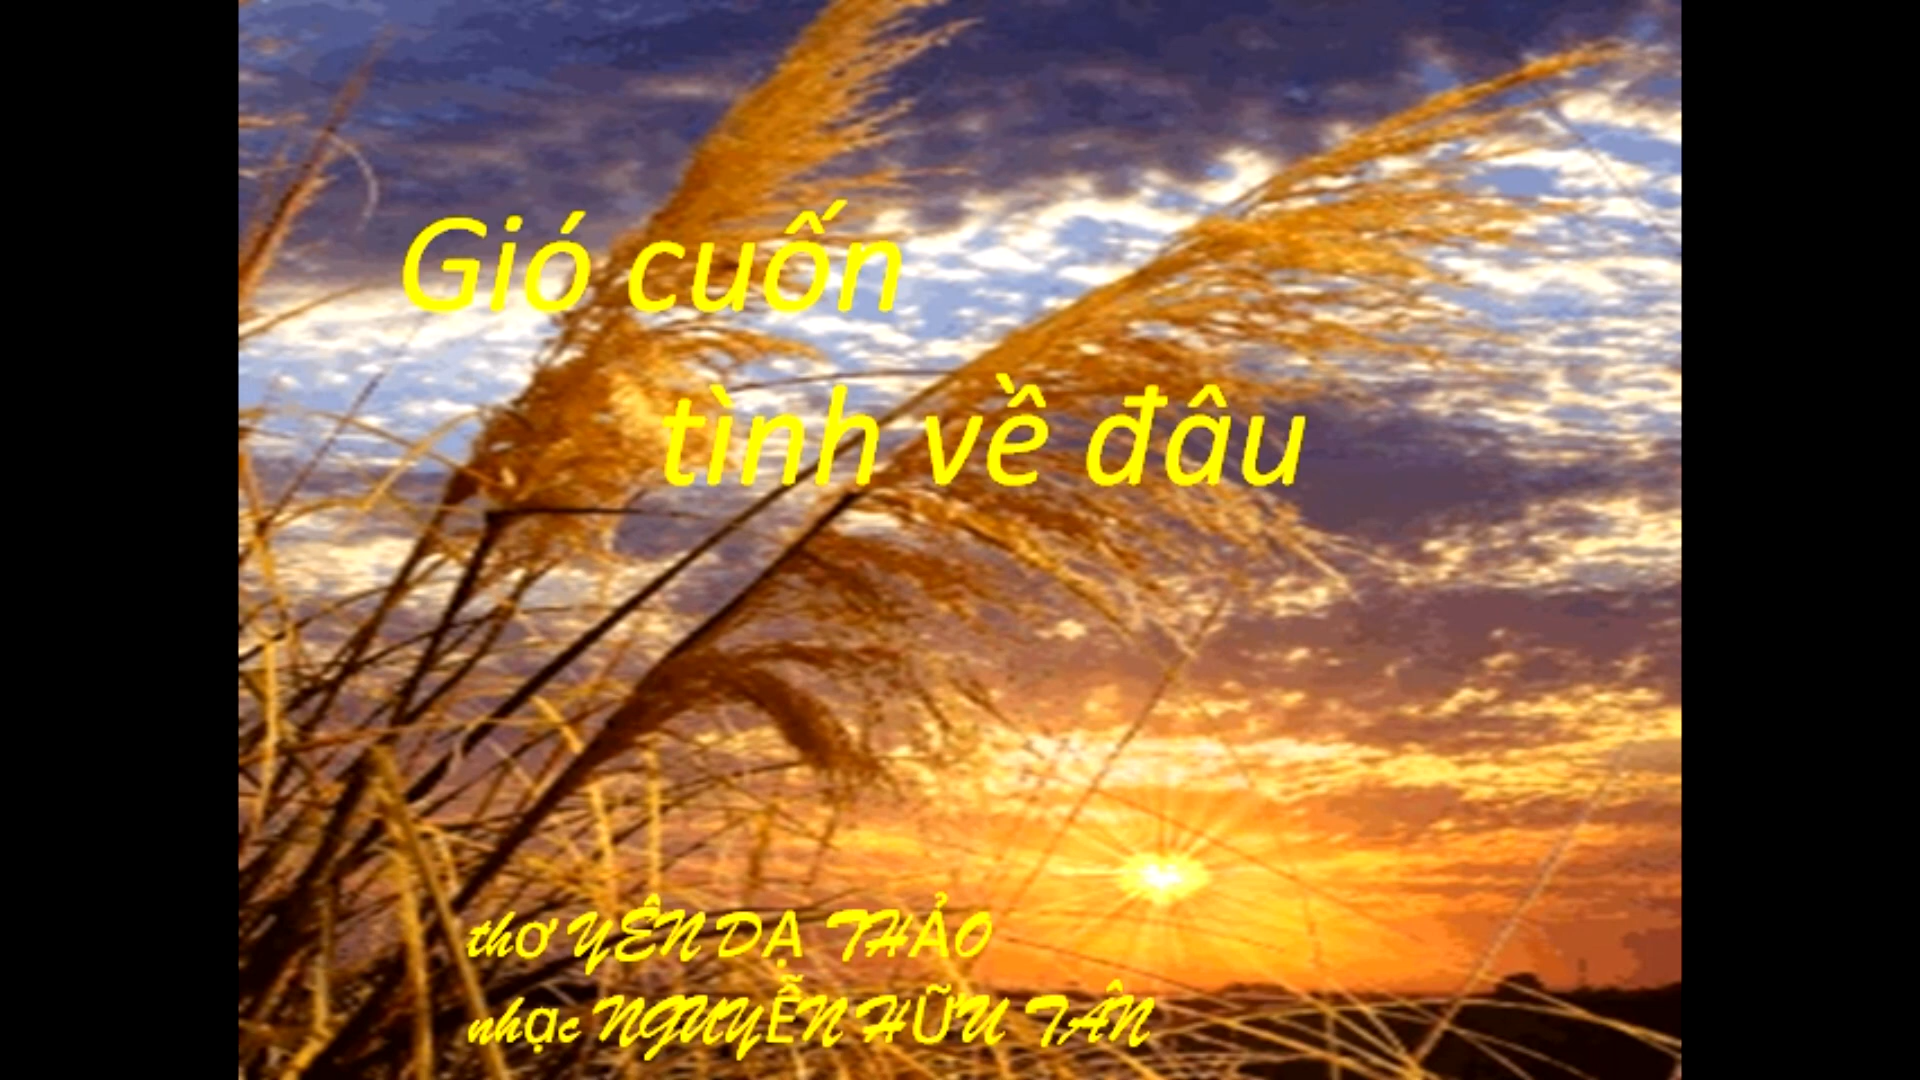 Gió cuốn
tình về đâu
thơ YÊN DẠ THẢO
nhạc NGUYỄN HỮU TÂN